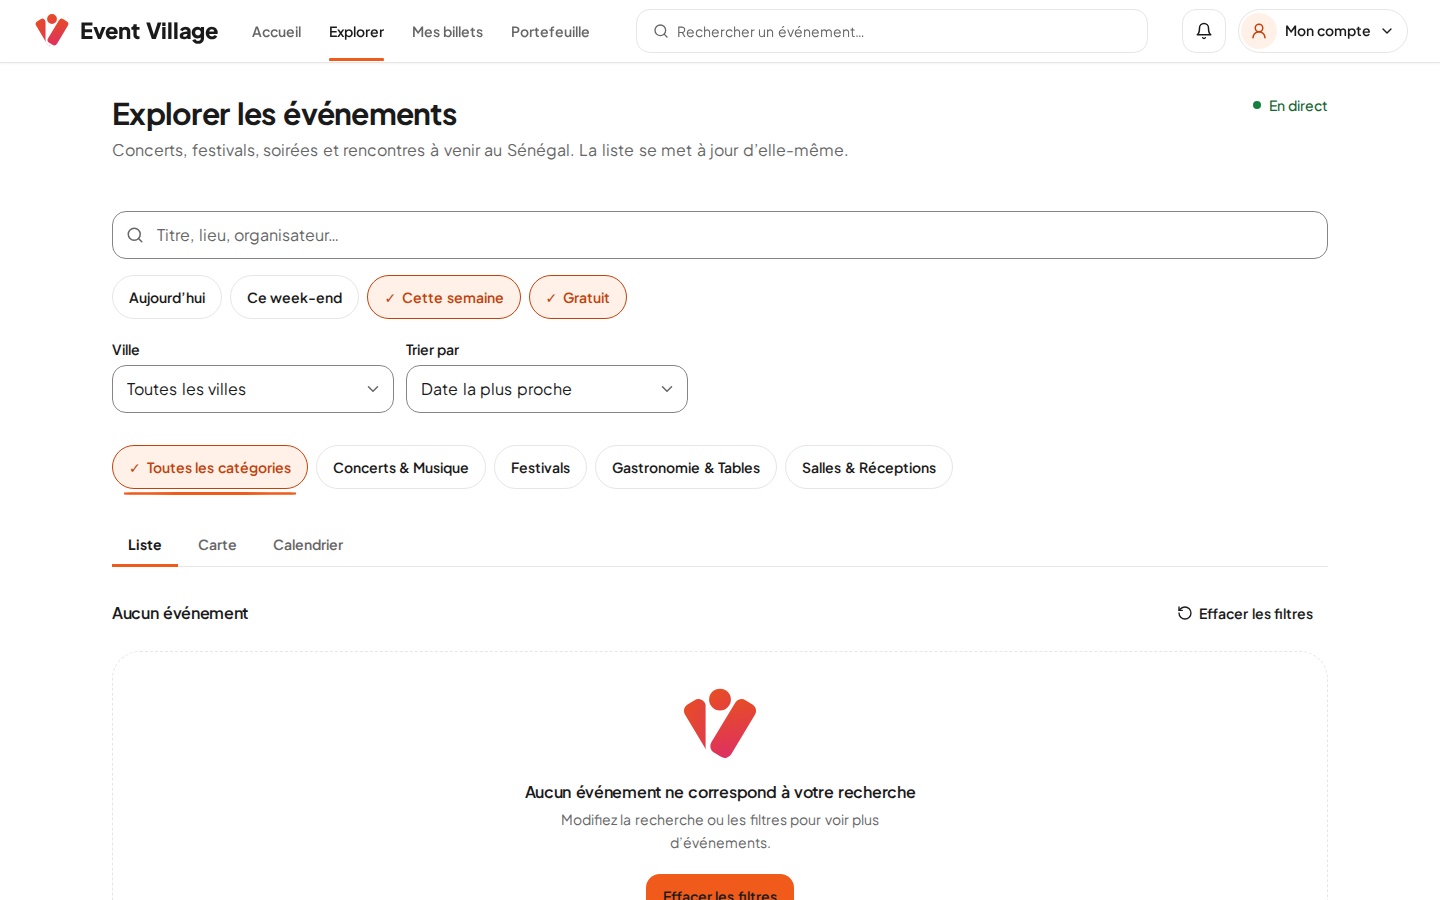 Event Village
Accueil
Explorer
Mes billets
Portefeuille
Rechercher un événement...
Mon compte
Explorer les événements
En direct
Concerts, festivals, soirées et rencontres à venir au Sénégal. La liste se met à jour d’elle-même.
Titre, lieu, organisateur...
Aujourd’hui
Ce week-end
✓ Cette semaine
✓ Gratuit
Ville
Trier par
Toutes les villes
Date la plus proche
✓ Toutes les catégories
Concerts & Musique
Festivals
Gastronomie & Tables
Salles & Réceptions
Liste
Carte
Calendrier
Aucun événement
Effacer les filtres
Aucun événement ne correspond à votre recherche
Modifiez la recherche ou les filtres pour voir plus
d’événements.
Effacer les filtres